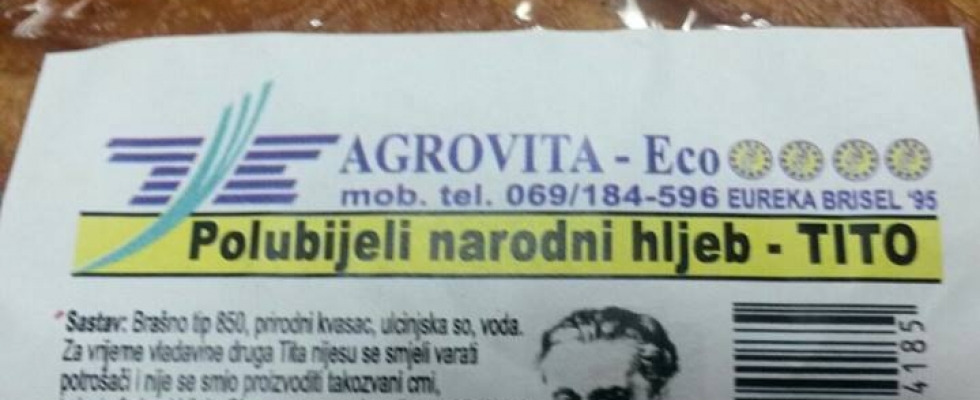 AGROVITA - Eco
mob. tel. 069/184-596 EUREKA BRISEL '95
Polubijeli narodni hljeb - TITO
*Sastav: Brašno tip 850, prirodni kvasac, ulcinjska so, voda.
Za vrijeme vladavine druga Tita nijesu se smjeli varati
potrošači i nije se smio proizvoditi takozvani crni,
4185